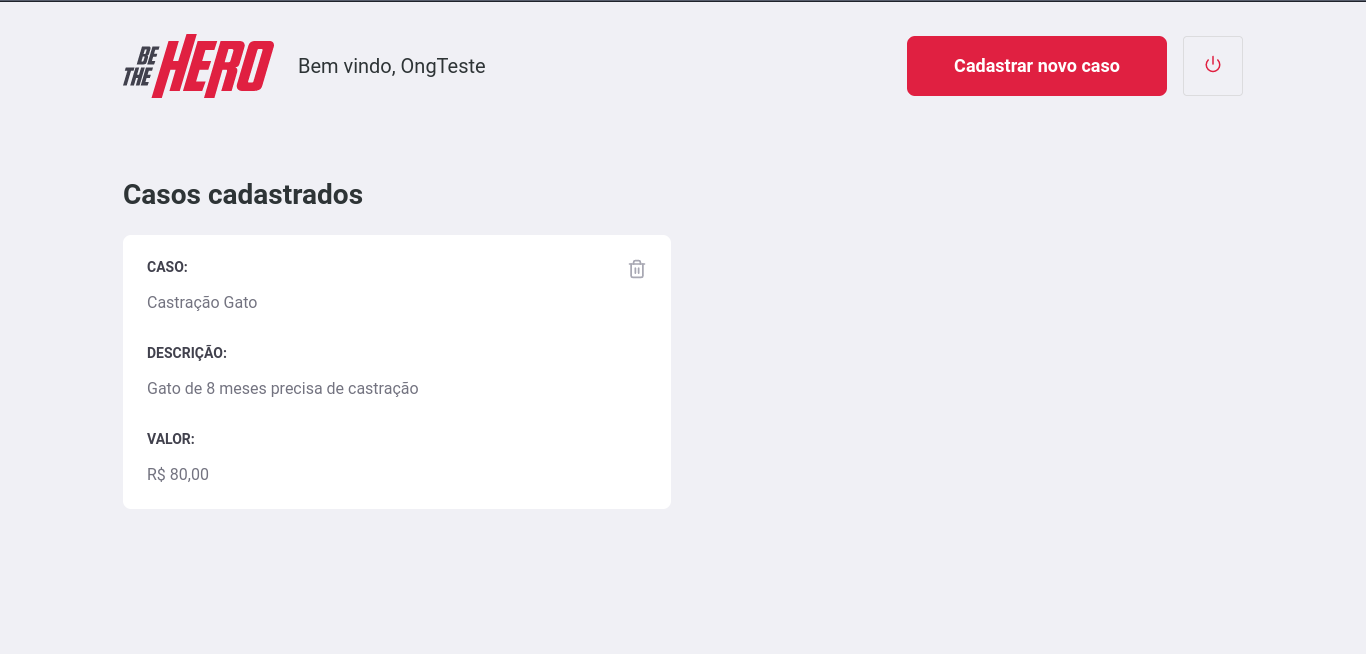 BE
THE
HERO
Bem vindo, OngTeste
Cadastrar novo caso
Casos cadastrados
CASO:
Castração Gato
DESCRIÇÃO:
Gato de 8 meses precisa de castração
VALOR:
R$ 80,00